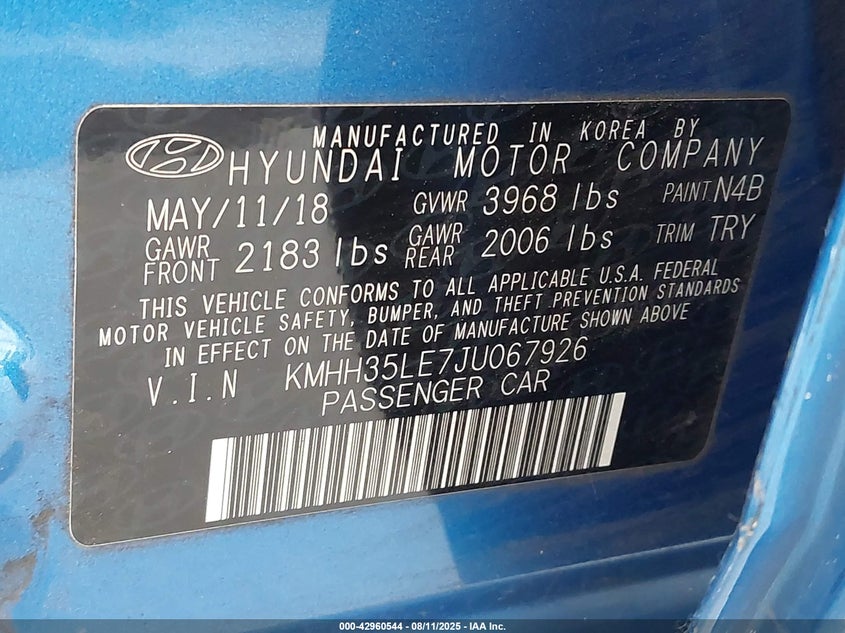 MANUFACTURED IN KOREA BY
HYUNDAI MOTOR COMPANY
MAY/11/18 GVWR 3968 lbs PAINT N4B
GAWR FRONT 2183 lbs GAWR REAR 2006 lbs TRIM TRY
THIS VEHICLE CONFORMS TO ALL APPLICABLE U.S.A. FEDERAL
MOTOR VEHICLE SAFETY, BUMPER, AND THEFT PREVENTION STANDARDS
IN EFFECT ON THE DATE OF MANUFACTURE SHOWN ABOVE
V.I.N KMHH35LE7JU067926
PASSENGER CAR
000-42960544 - 08/11/2025 - IAA Inc.